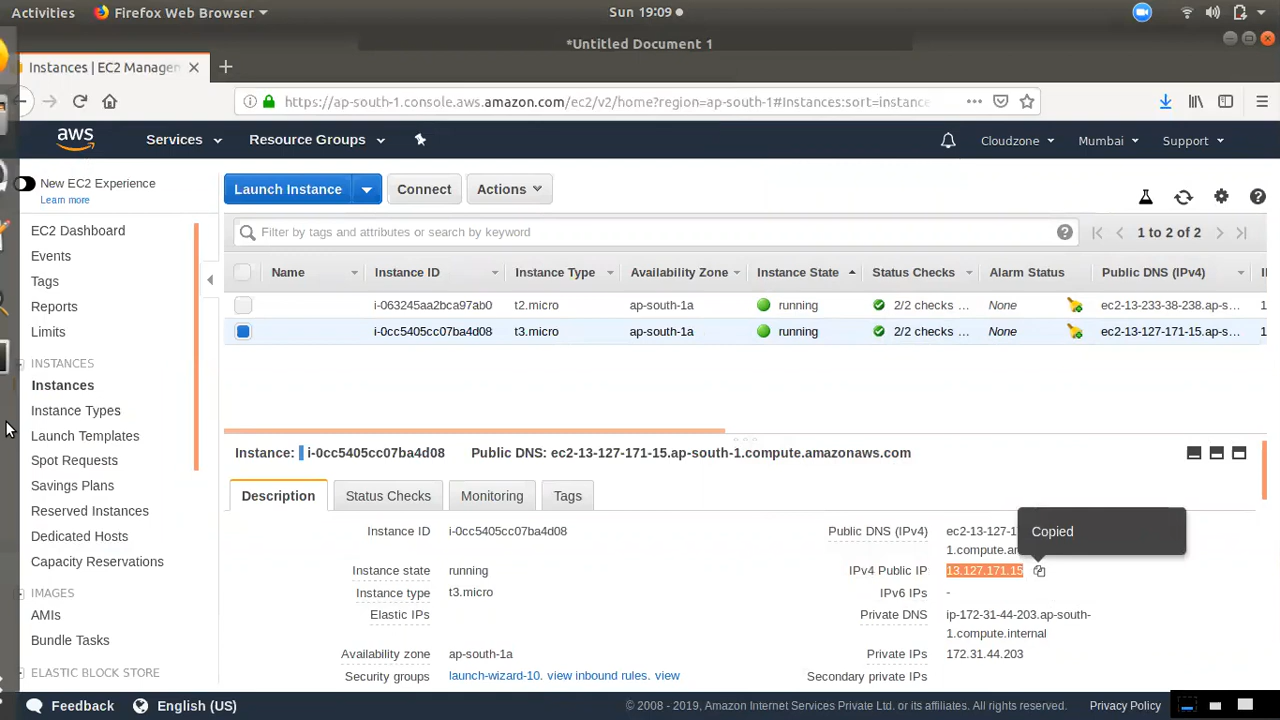 Activities Firefox Web Browser Sun 19:09
*Untitled Document 1
Instances | EC2 Managen
https://ap-south-1.console.aws.amazon.com/ec2/v2/home?region=ap-south-1#Instances:sort=instance
aws Services Resource Groups Cloudzone Mumbai Support
New EC2 Experience
Learn more
Launch Instance Connect Actions
Filter by tags and attributes or search by keyword
1 to 2 of 2
EC2 Dashboard
Events
Tags
Reports
Limits
INSTANCES
Instances
Instance Types
Launch Templates
Spot Requests
Savings Plans
Reserved Instances
Dedicated Hosts
Capacity Reservations
IMAGES
AMIs
Bundle Tasks
ELASTIC BLOCK STORE
Name Instance ID Instance Type Availability Zone Instance State Status Checks Alarm Status Public DNS (IPv4)
i-063245aa2bca97ab0 t2.micro ap-south-1a running 2/2 checks ... None ec2-13-233-38-238.ap-s... 1
i-0cc5405cc07ba4d08 t3.micro ap-south-1a running 2/2 checks ... None ec2-13-127-171-15.ap-s... 1
Instance: i-0cc5405cc07ba4d08 Public DNS: ec2-13-127-171-15.ap-south-1.compute.amazonaws.com
Description Status Checks Monitoring Tags
Instance ID i-0cc5405cc07ba4d08
Instance state running
Instance type t3.micro
Elastic IPs
Availability zone ap-south-1a
Security groups launch-wizard-10. view inbound rules. view
Public DNS (IPv4) ec2-13-127-1
1.compute.am
Copied
IPv4 Public IP 13.127.171.15
IPv6 IPs -
Private DNS ip-172-31-44-203.ap-south-
1.compute.internal
Private IPs 172.31.44.203
Secondary private IPs
Feedback English (US) © 2008 - 2019, Amazon Internet Services Private Ltd. or its affiliates. All rights reserved. Privacy Policy